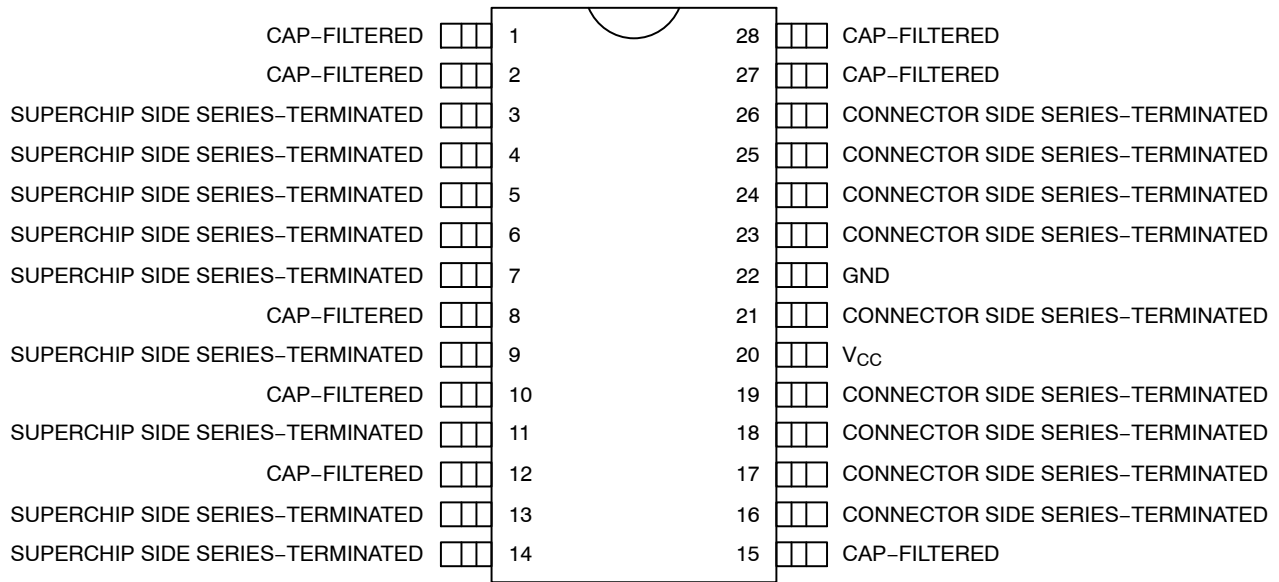 CAP−FILTERED 1 28 CAP−FILTERED
CAP−FILTERED 2 27 CAP−FILTERED
SUPERCHIP SIDE SERIES−TERMINATED 3 26 CONNECTOR SIDE SERIES−TERMINATED
SUPERCHIP SIDE SERIES−TERMINATED 4 25 CONNECTOR SIDE SERIES−TERMINATED
SUPERCHIP SIDE SERIES−TERMINATED 5 24 CONNECTOR SIDE SERIES−TERMINATED
SUPERCHIP SIDE SERIES−TERMINATED 6 23 CONNECTOR SIDE SERIES−TERMINATED
SUPERCHIP SIDE SERIES−TERMINATED 7 22 GND
CAP−FILTERED 8 21 CONNECTOR SIDE SERIES−TERMINATED
SUPERCHIP SIDE SERIES−TERMINATED 9 20 VCC
CAP−FILTERED 10 19 CONNECTOR SIDE SERIES−TERMINATED
SUPERCHIP SIDE SERIES−TERMINATED 11 18 CONNECTOR SIDE SERIES−TERMINATED
CAP−FILTERED 12 17 CONNECTOR SIDE SERIES−TERMINATED
SUPERCHIP SIDE SERIES−TERMINATED 13 16 CONNECTOR SIDE SERIES−TERMINATED
SUPERCHIP SIDE SERIES−TERMINATED 14 15 CAP−FILTERED